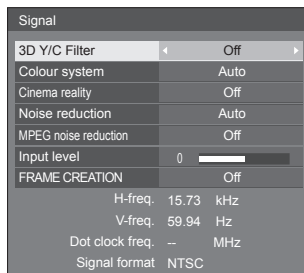 Signal
3D Y/C Filter Off
Colour system Auto
Cinema reality Off
Noise reduction Auto
MPEG noise reduction Off
Input level 0
FRAME CREATION Off
H-freq. 15.73 kHz
V-freq. 59.94 Hz
Dot clock freq. -- MHz
Signal format NTSC